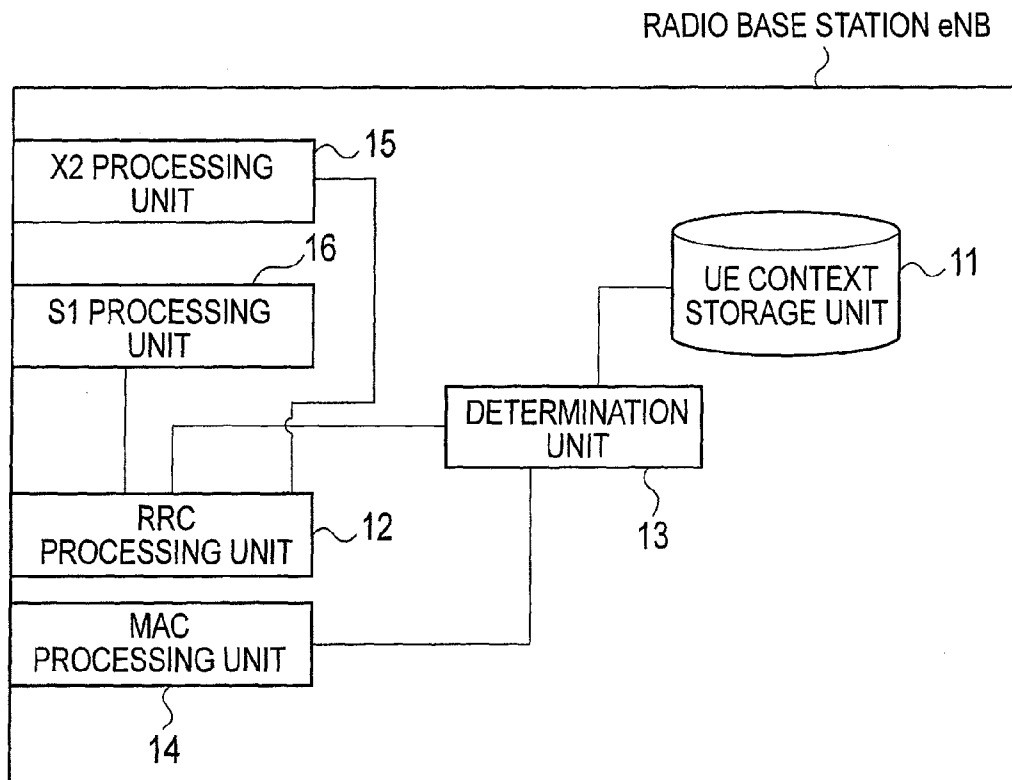 RADIO BASE STATION eNB
X2 PROCESSING
UNIT
15
16
S1 PROCESSING
UNIT
UE CONTEXT
STORAGE UNIT
11
DETERMINATION
UNIT
13
RRC
PROCESSING UNIT
12
MAC
PROCESSING UNIT
14